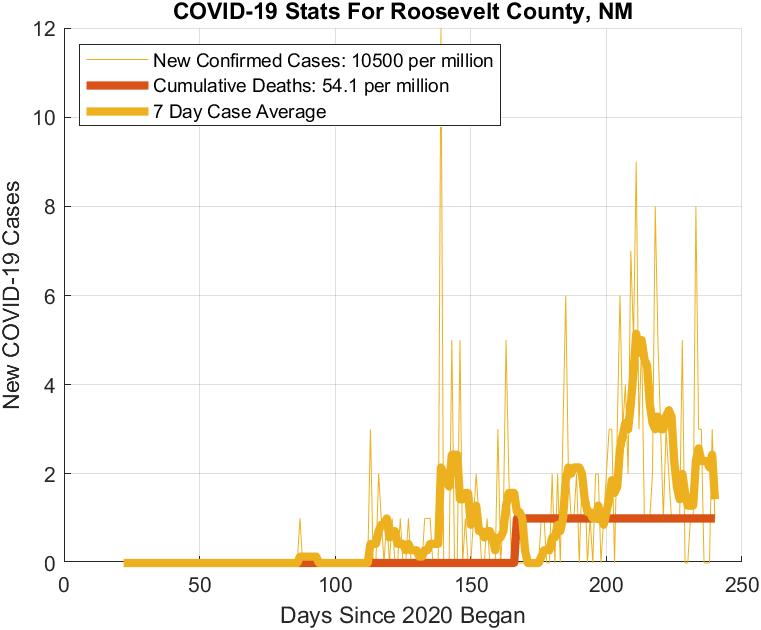 COVID-19 Stats For Roosevelt County, NM
New Confirmed Cases: 10500 per million
Cumulative Deaths: 54.1 per million
7 Day Case Average
New COVID-19 Cases
12
10
8
6
4
2
0
0 50 100 150 200 250
Days Since 2020 Began